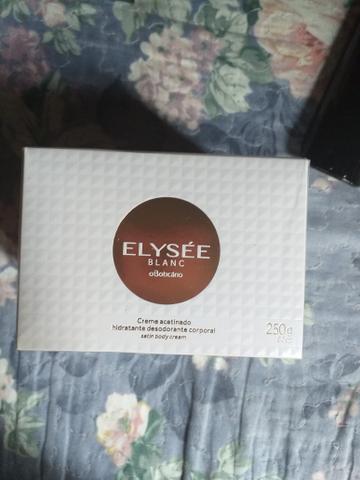 ELYSÉE
BLANC
oBoticário
Creme acetinado
hidratante desodorante corporal
satin body cream
250g